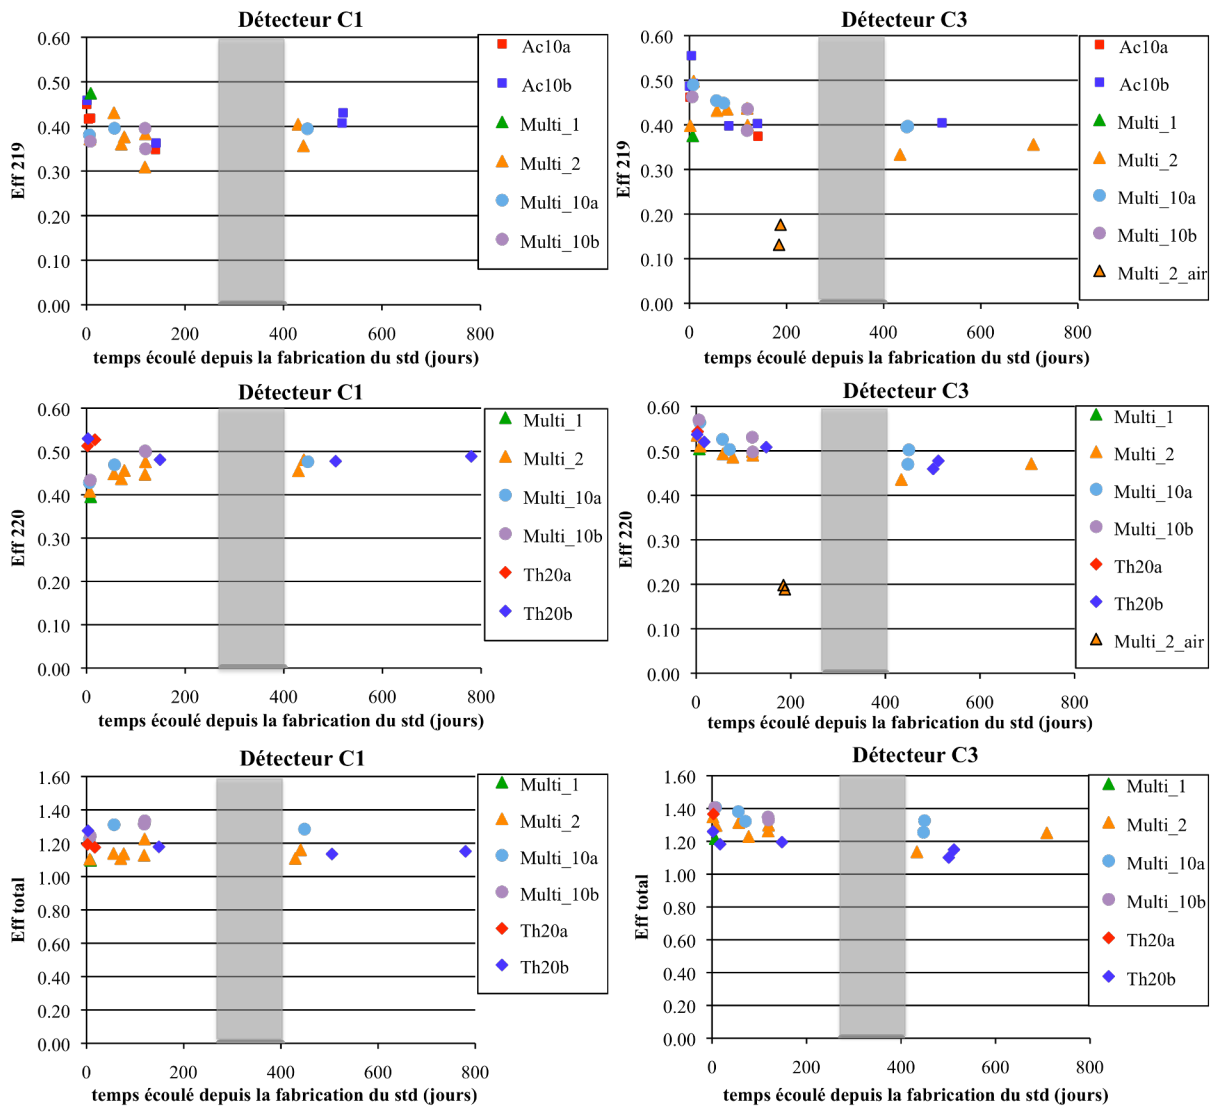 Détecteur C1
0.60
0.50
0.40
0.30
0.20
0.10
0.00
Eff 219
0
200
400
600
800
temps écoulé depuis la fabrication du std (jours)
Ac10a
Ac10b
Multi_1
Multi_2
Multi_10a
Multi_10b
Détecteur C3
0.60
0.50
0.40
0.30
0.20
0.10
0.00
Eff 219
0
200
400
600
800
temps écoulé depuis la fabrication du std (jours)
Ac10a
Ac10b
Multi_1
Multi_2
Multi_10a
Multi_10b
Multi_2_air
Détecteur C1
0.60
0.50
0.40
0.30
0.20
0.10
0.00
Eff 220
0
200
400
600
800
temps écoulé depuis la fabrication du std (jours)
Multi_1
Multi_2
Multi_10a
Multi_10b
Th20a
Th20b
Détecteur C3
0.60
0.50
0.40
0.30
0.20
0.10
0.00
Eff 220
0
200
400
600
800
temps écoulé depuis la fabrication du std (jours)
Multi_1
Multi_2
Multi_10a
Multi_10b
Th20a
Th20b
Multi_2_air
Détecteur C1
1.60
1.40
1.20
1.00
0.80
0.60
0.40
0.20
0.00
Eff total
0
200
400
600
800
temps écoulé depuis la fabrication du std (jours)
Multi_1
Multi_2
Multi_10a
Multi_10b
Th20a
Th20b
Détecteur C3
1.60
1.40
1.20
1.00
0.80
0.60
0.40
0.20
0.00
Eff total
0
200
400
600
800
temps écoulé depuis la fabrication du std (jours)
Multi_1
Multi_2
Multi_10a
Multi_10b
Th20a
Th20b